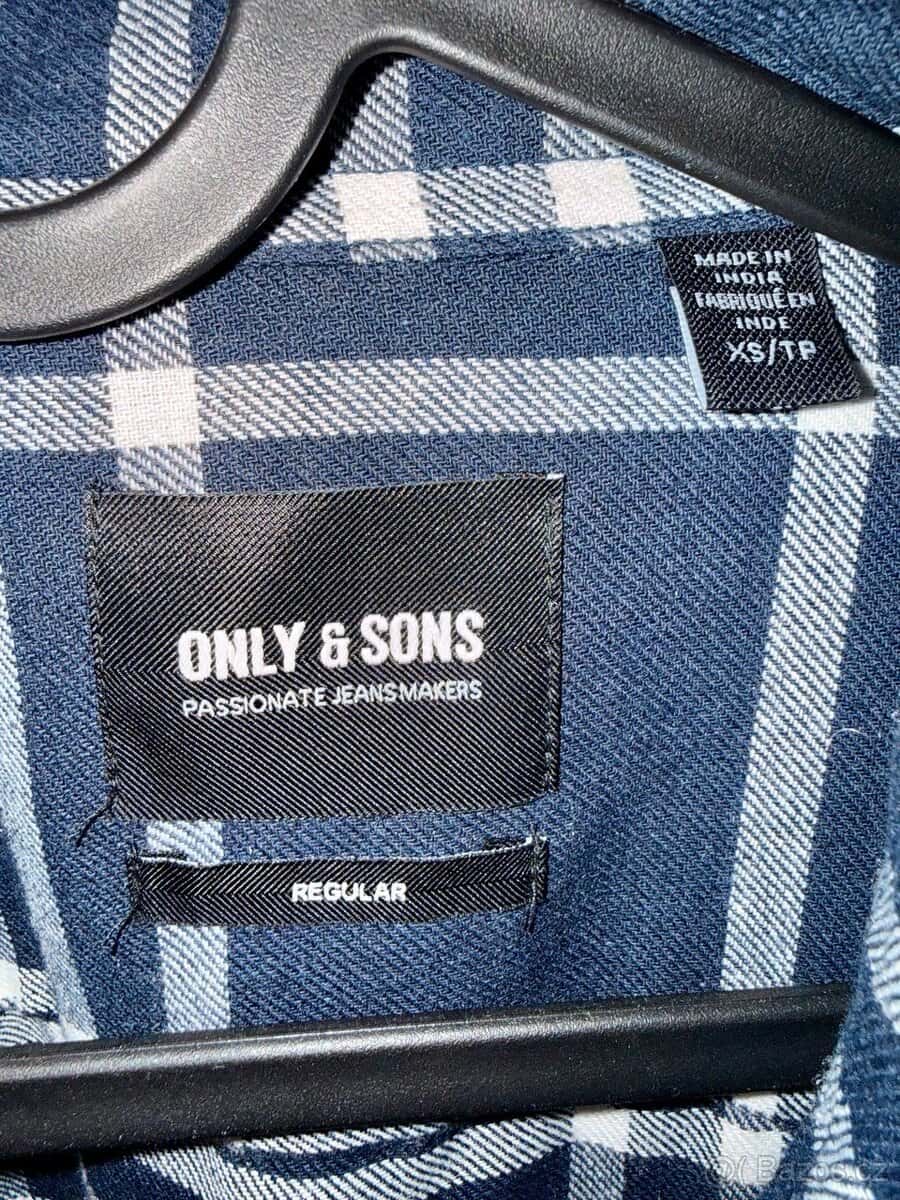 MADE IN
INDIA
FABRIQUÉ EN
INDE
XS/TP
ONLY & SONS
PASSIONATE JEANSMAKERS
REGULAR
Bazos.cz